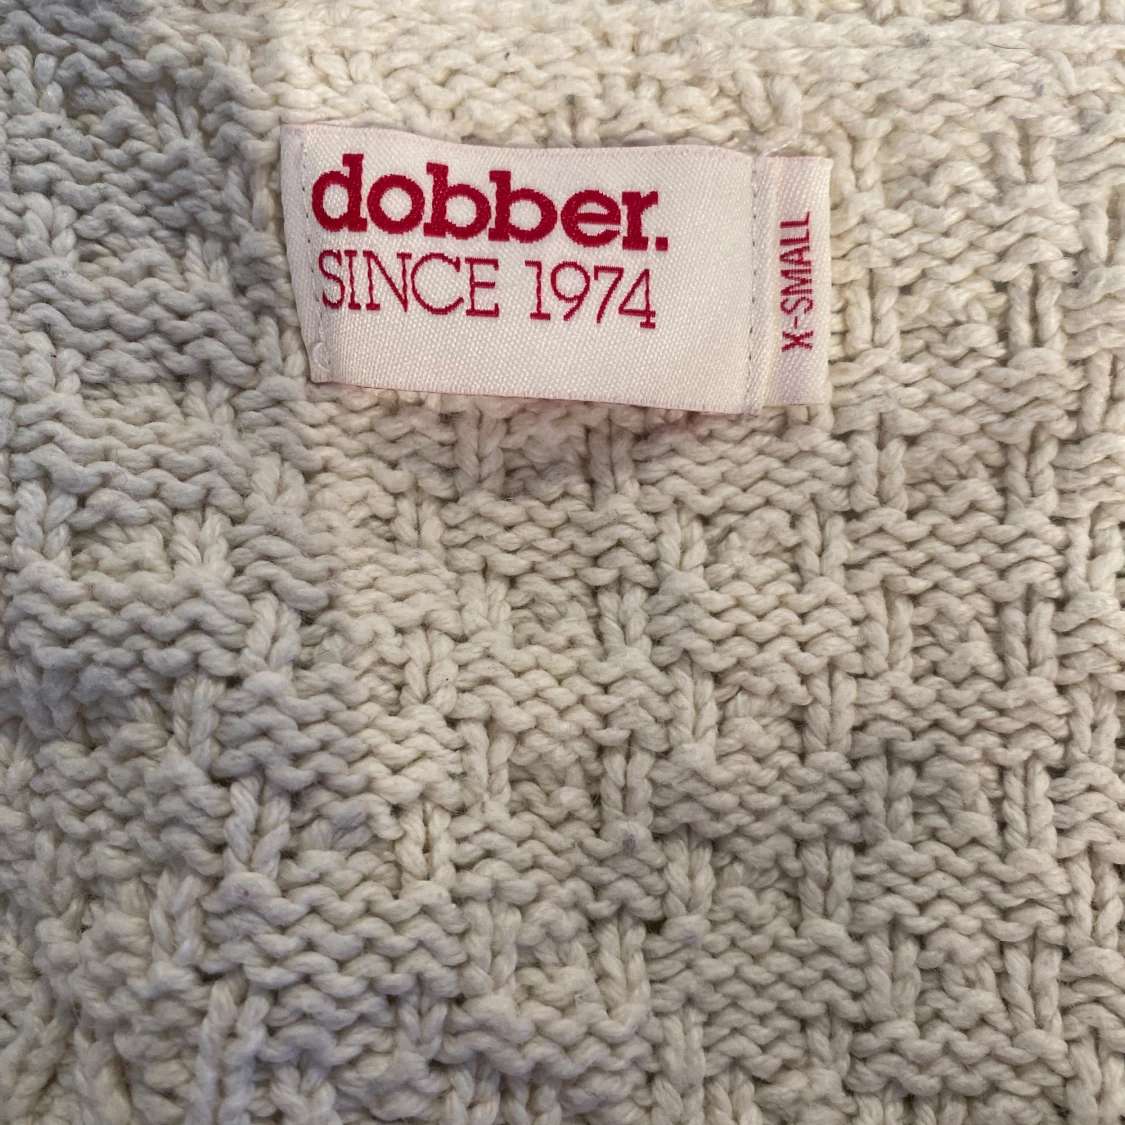 dobber.
SINCE 1974
X-SMALL